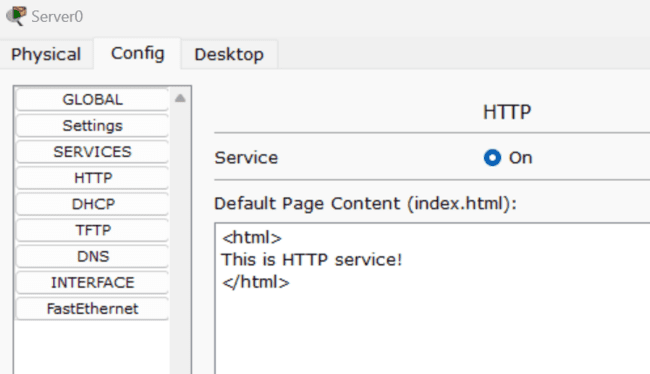 Server0
Physical Config Desktop
GLOBAL
Settings
SERVICES
HTTP
DHCP
TFTP
DNS
INTERFACE
FastEthernet
HTTP
Service On
Default Page Content (index.html):
<html>
This is HTTP service!
</html>